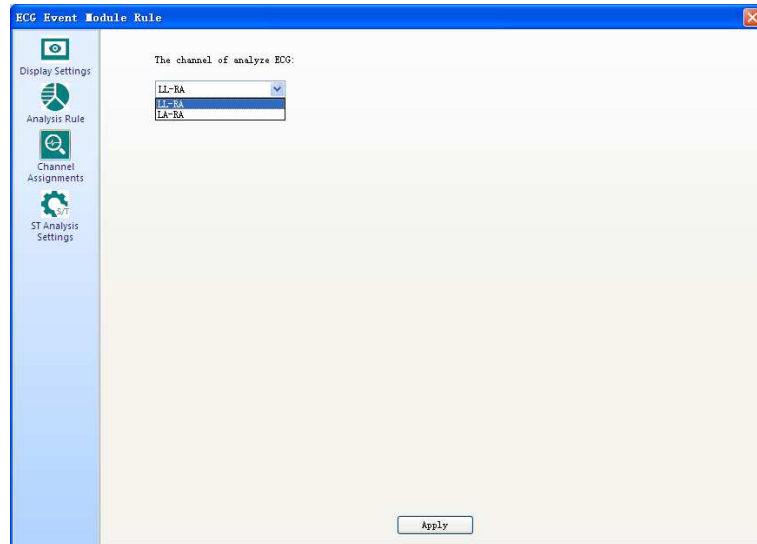 ECG Event Module Rule
Display Settings
Analysis Rule
Channel
Assignments
S/T
ST Analysis
Settings
The channel of analyze ECG:
LL-RA
LL-RA
LA-RA
Apply